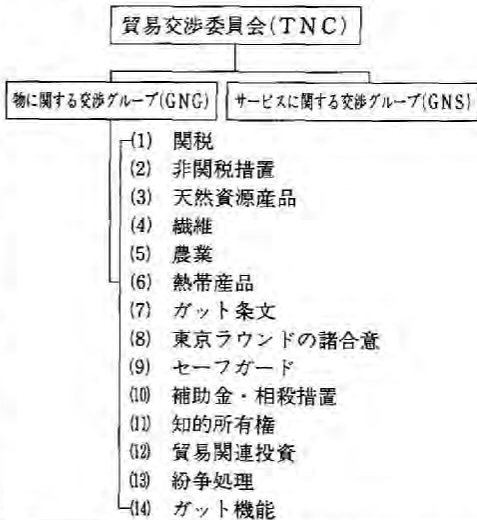 貿易交渉委員会(TNC)
物に関する交渉グループ(GNG)
サービスに関する交渉グループ(GNS)
(1) 関税
(2) 非関税措置
(3) 天然資源産品
(4) 繊維
(5) 農業
(6) 熱帯産品
(7) ガット条文
(8) 東京ラウンドの諸合意
(9) セーフガード
(10) 補助金・相殺措置
(11) 知的所有権
(12) 貿易関連投資
(13) 紛争処理
(14) ガット機能